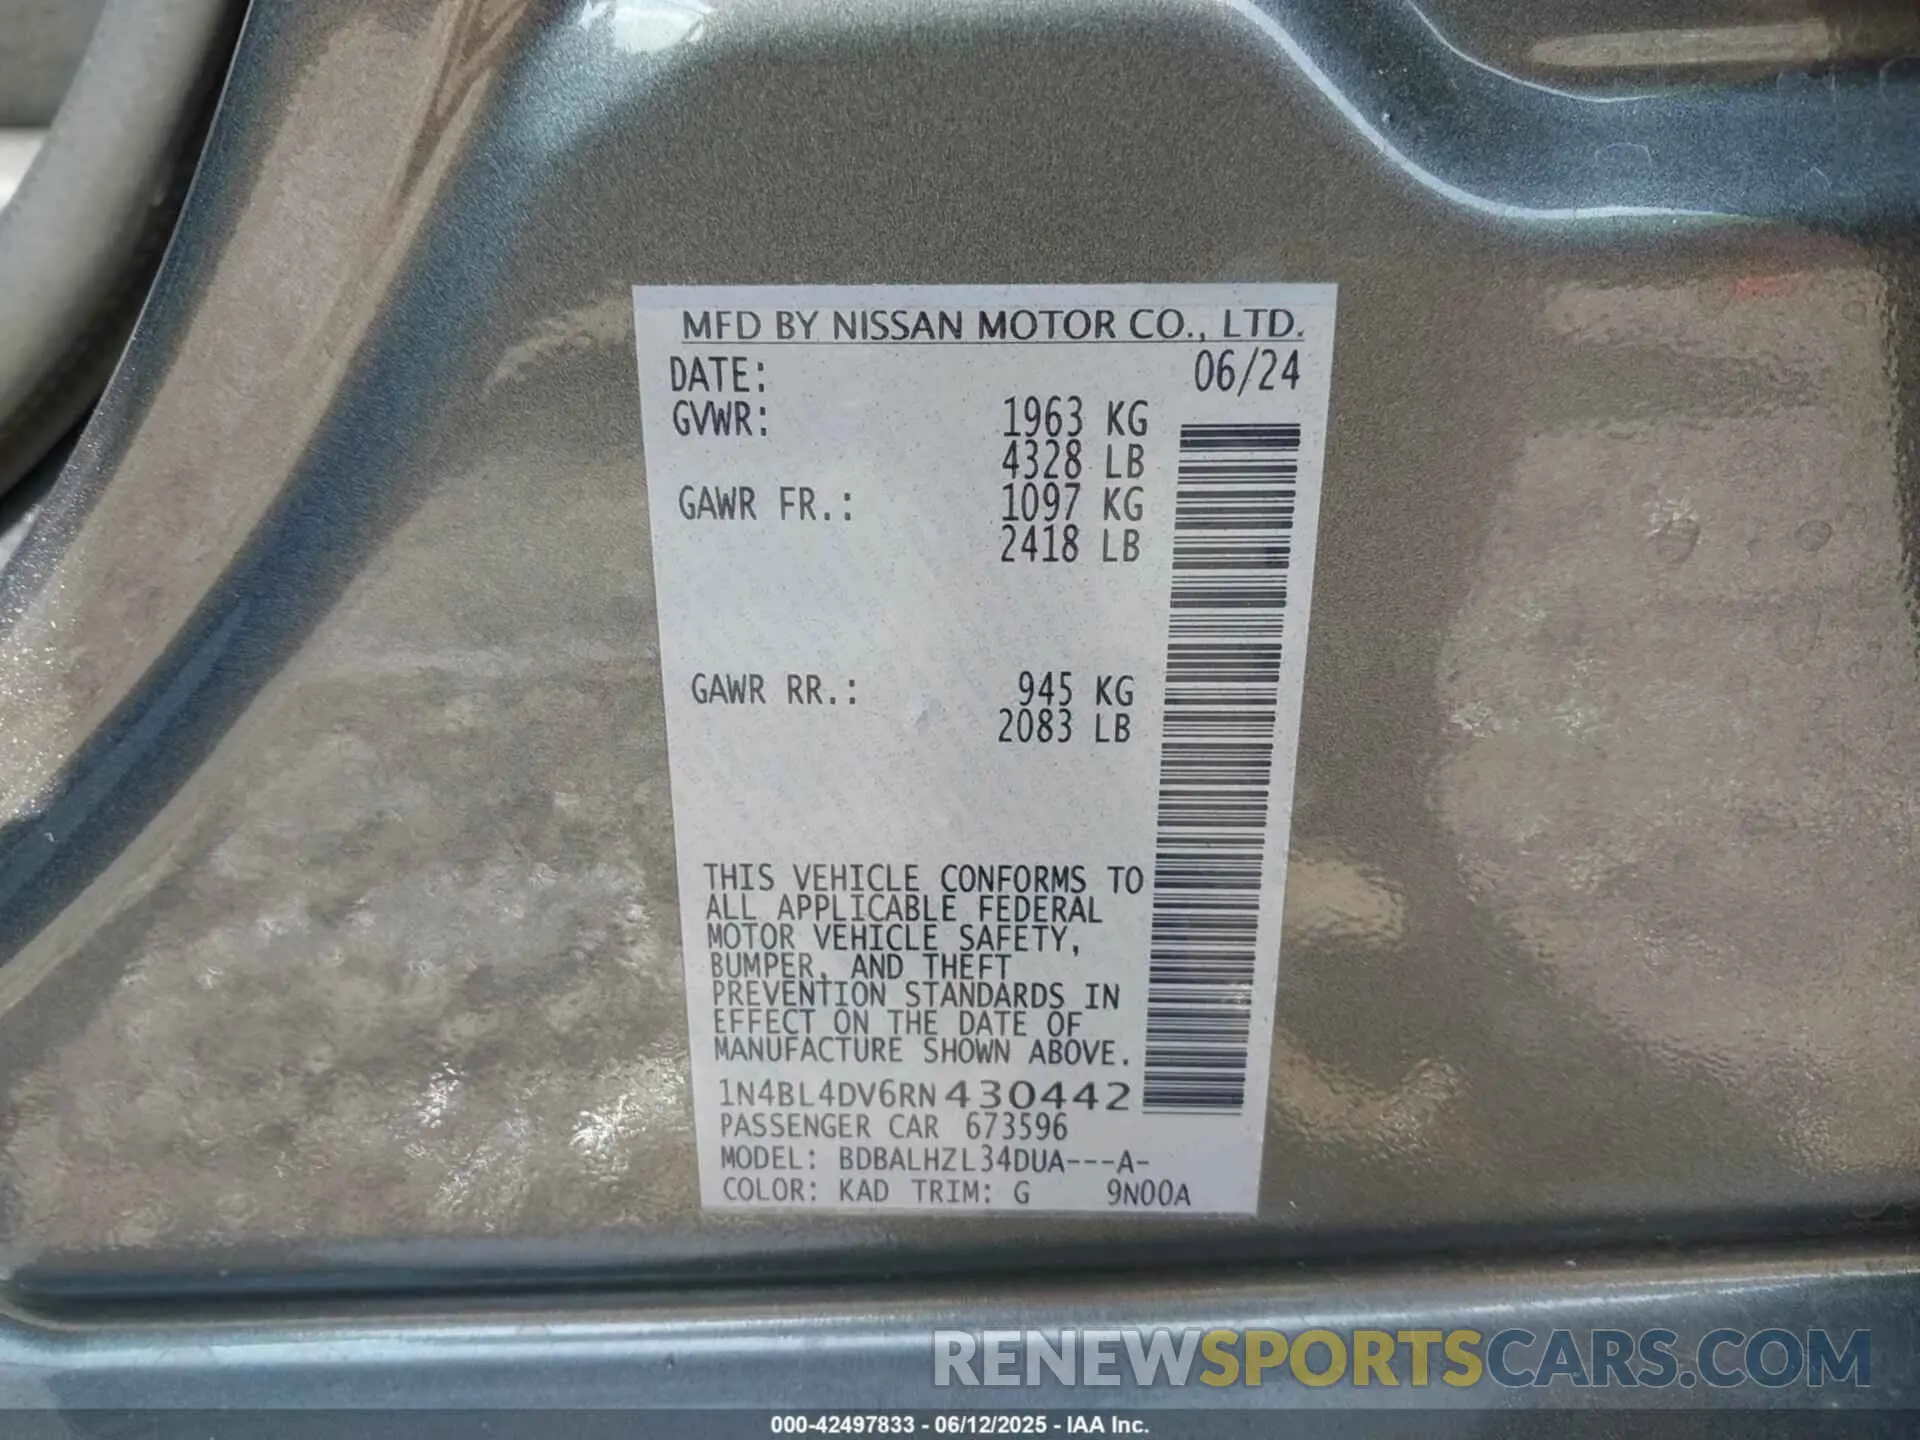 MFD BY NISSAN MOTOR CO., LTD.
DATE: 06/24
GVWR: 1963 KG
4328 LB
GAWR FR.: 1097 KG
2418 LB
GAWR RR.: 945 KG
2083 LB
THIS VEHICLE CONFORMS TO
ALL APPLICABLE FEDERAL
MOTOR VEHICLE SAFETY,
BUMPER, AND THEFT
PREVENTION STANDARDS IN
EFFECT ON THE DATE OF
MANUFACTURE SHOWN ABOVE.
1N4BL4DV6RN430442
PASSENGER CAR 673596
MODEL: BDBALHZL34DUA---A-
COLOR: KAD TRIM: G 9N00A
RENEWSPORTSCARS.COM
000-42497833 - 06/12/2025 - IAA Inc.